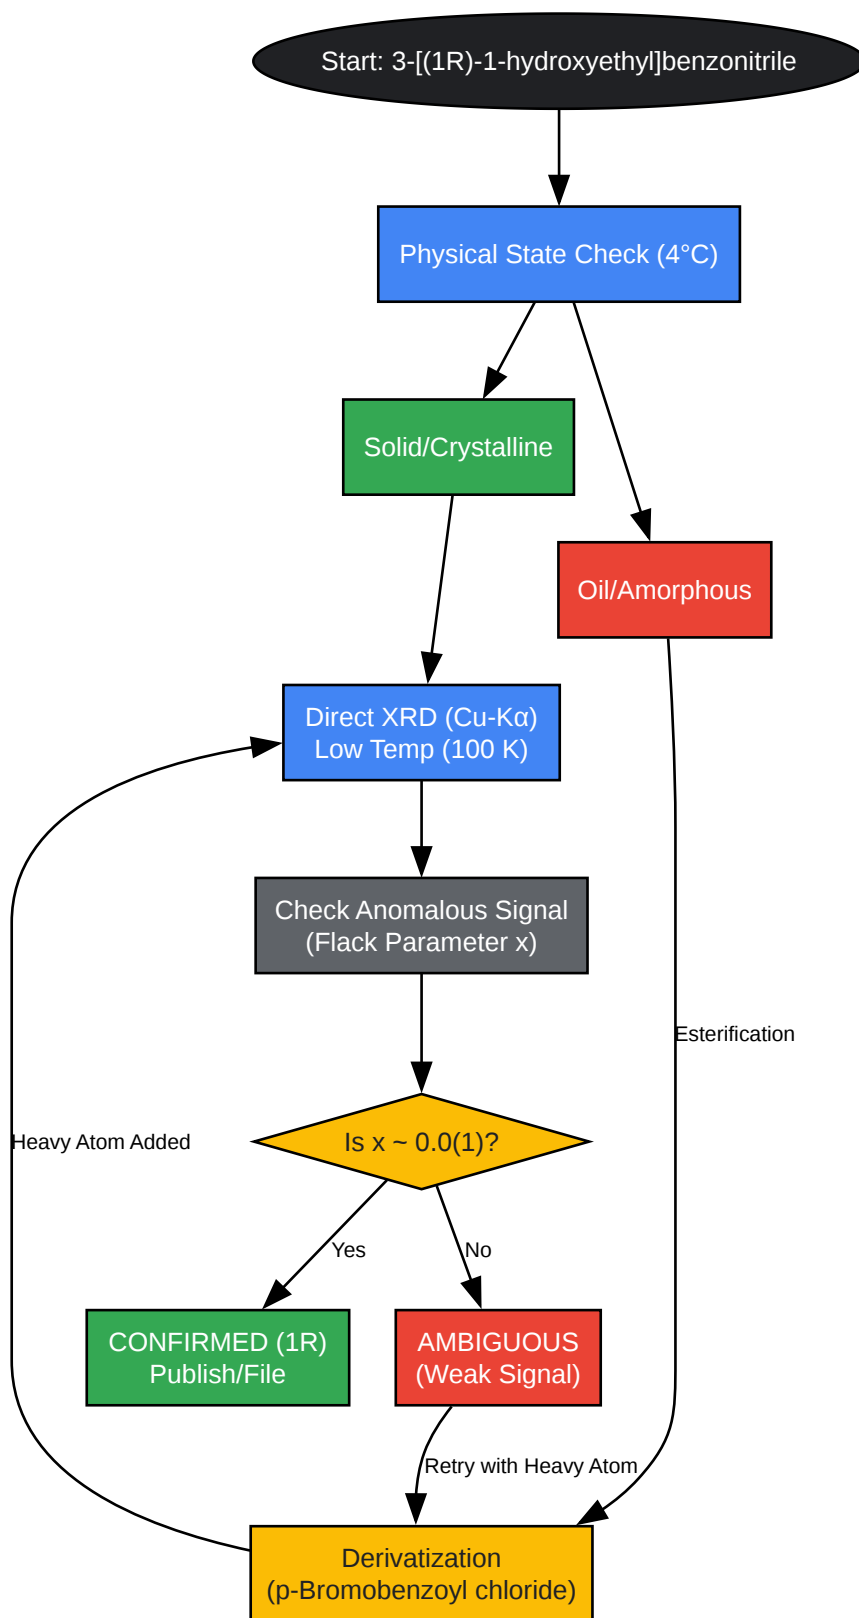 Start: 3-[(1R)-1-hydroxyethyl]benzonitrile
Physical State Check (4°C)
Solid/Crystalline
Oil/Amorphous
Direct XRD (Cu-Kα)
Low Temp (100 K)
Check Anomalous Signal
(Flack Parameter x)
Esterification
Heavy Atom Added
Is x ~ 0.0(1)?
Yes
No
CONFIRMED (1R)
Publish/File
AMBIGUOUS
(Weak Signal)
Retry with Heavy Atom
Derivatization
(p-Bromobenzoyl chloride)